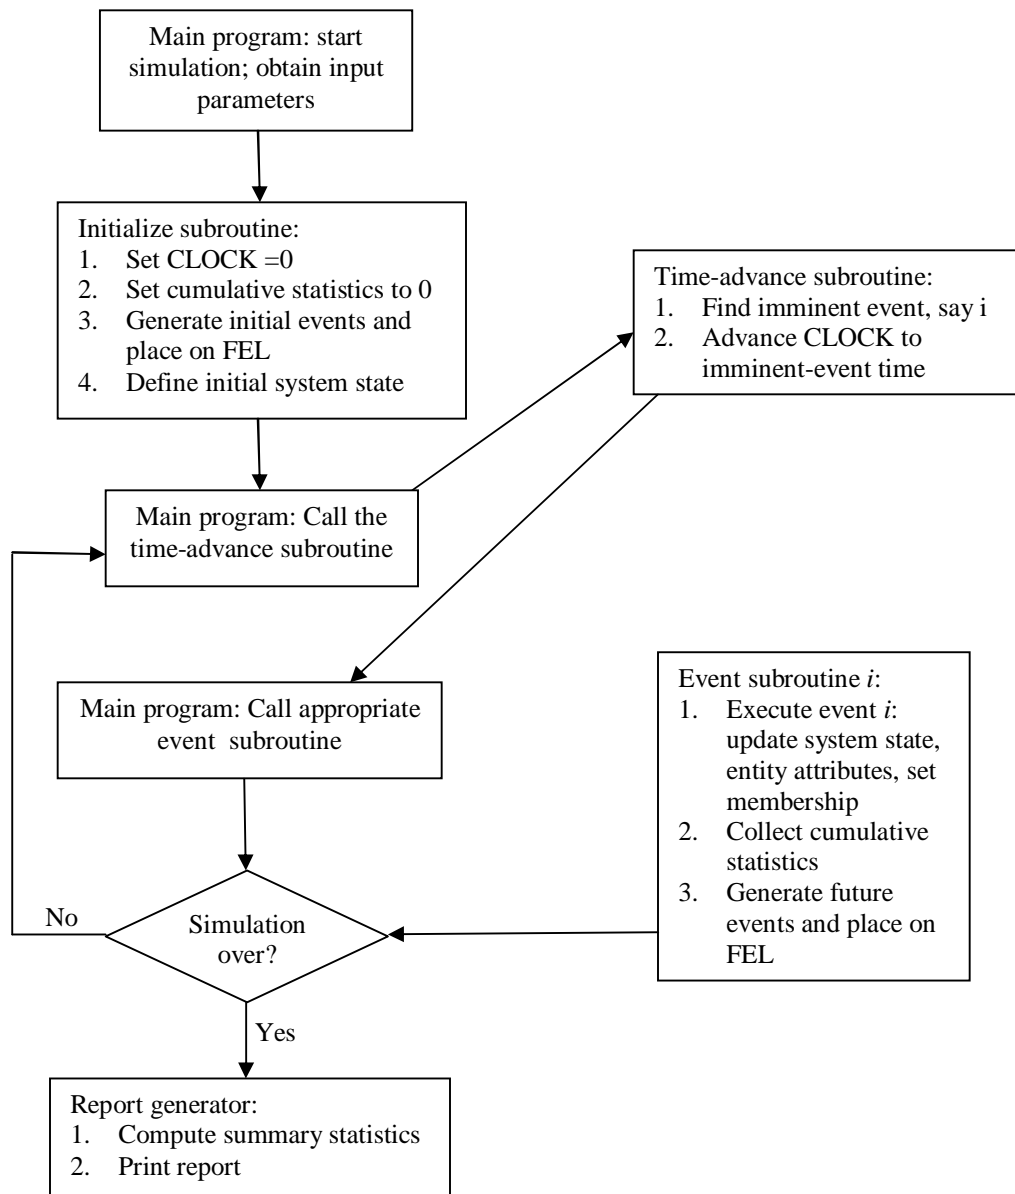 Main program: start
simulation; obtain input
parameters
Initialize subroutine:
1. Set CLOCK =0
2. Set cumulative statistics to 0
3. Generate initial events and
place on FEL
4. Define initial system state
Time-advance subroutine:
1. Find imminent event, say i
2. Advance CLOCK to
imminent-event time
Main program: Call the
time-advance subroutine
Main program: Call appropriate
event subroutine
Event subroutine i:
1. Execute event i:
update system state,
entity attributes, set
membership
2. Collect cumulative
statistics
3. Generate future
events and place on
FEL
No
Simulation
over?
Yes
Report generator:
1. Compute summary statistics
2. Print report